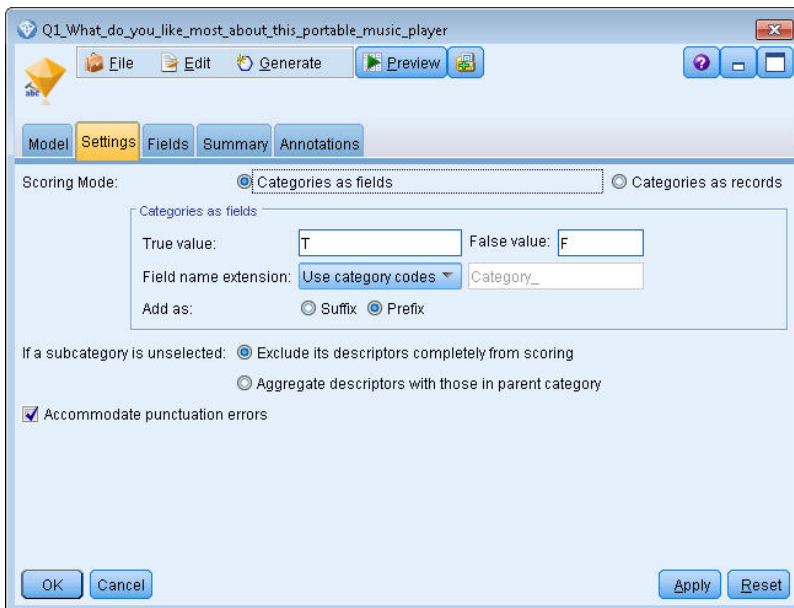 Q1_What_do_you_like_most_about_this_portable_music_player
File Edit Generate Preview
abc
Model Settings Fields Summary Annotations
Scoring Mode: Categories as fields Categories as records
Categories as fields
True value: T False value: F
Field name extension: Use category codes Category_
Add as: Suffix Prefix
If a subcategory is unselected: Exclude its descriptors completely from scoring
Aggregate descriptors with those in parent category
Accommodate punctuation errors
OK Cancel Apply Reset